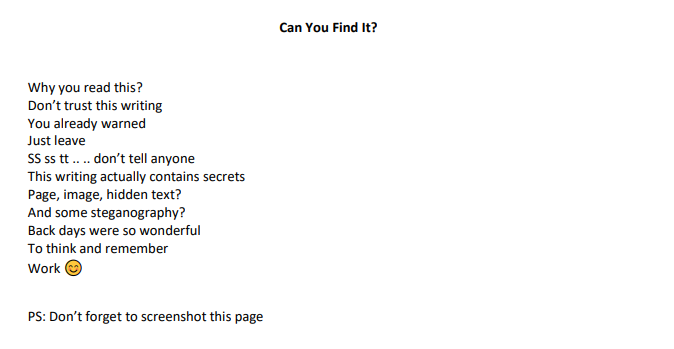 Can You Find It?
Why you read this?
Don’t trust this writing
You already warned
Just leave
SS ss tt .. .. don’t tell anyone
This writing actually contains secrets
Page, image, hidden text?
And some steganography?
Back days were so wonderful
To think and remember
Work 😊
PS: Don’t forget to screenshot this page